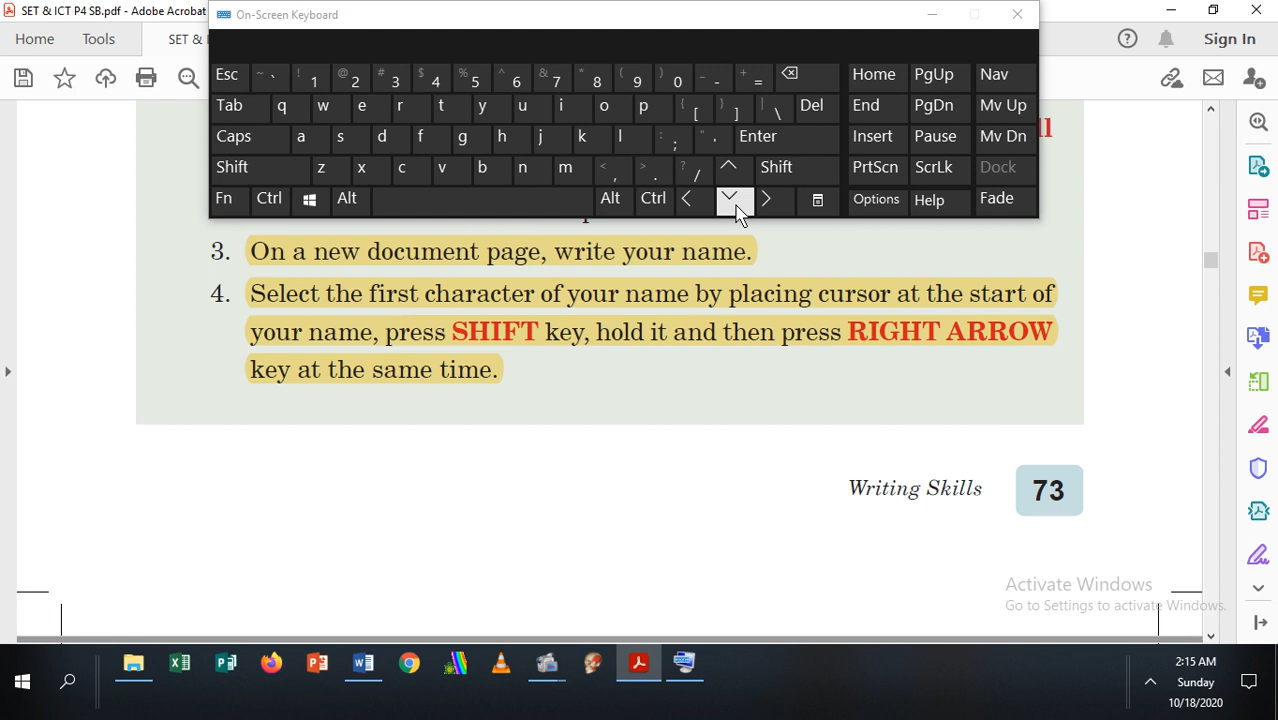 SET & ICT P4 SB.pdf - Adobe Acrobat
On-Screen Keyboard
Home Tools SET &
Sign In
Esc ~ ` ! 1 @ 2 # 3 $ 4 % 5 ^ 6 & 7 * 8 ( 9 ) 0 _ - + = Home PgUp Nav
Tab q w e r t y u i o p { [ } ] | \ Del End PgDn Mv Up
Caps a s d f g h j k l : ; " ' Enter Insert Pause Mv Dn
Shift z x c v b n m < , > . ? / Shift PrtScn ScrLk Dock
Fn Ctrl Alt Alt Ctrl Options Help Fade
3. On a new document page, write your name.
4. Select the first character of your name by placing cursor at the start of
your name, press SHIFT key, hold it and then press RIGHT ARROW
key at the same time.
Writing Skills 73
Activate Windows
Go to Settings to activate Windows.
2:15 AM
Sunday
10/18/2020